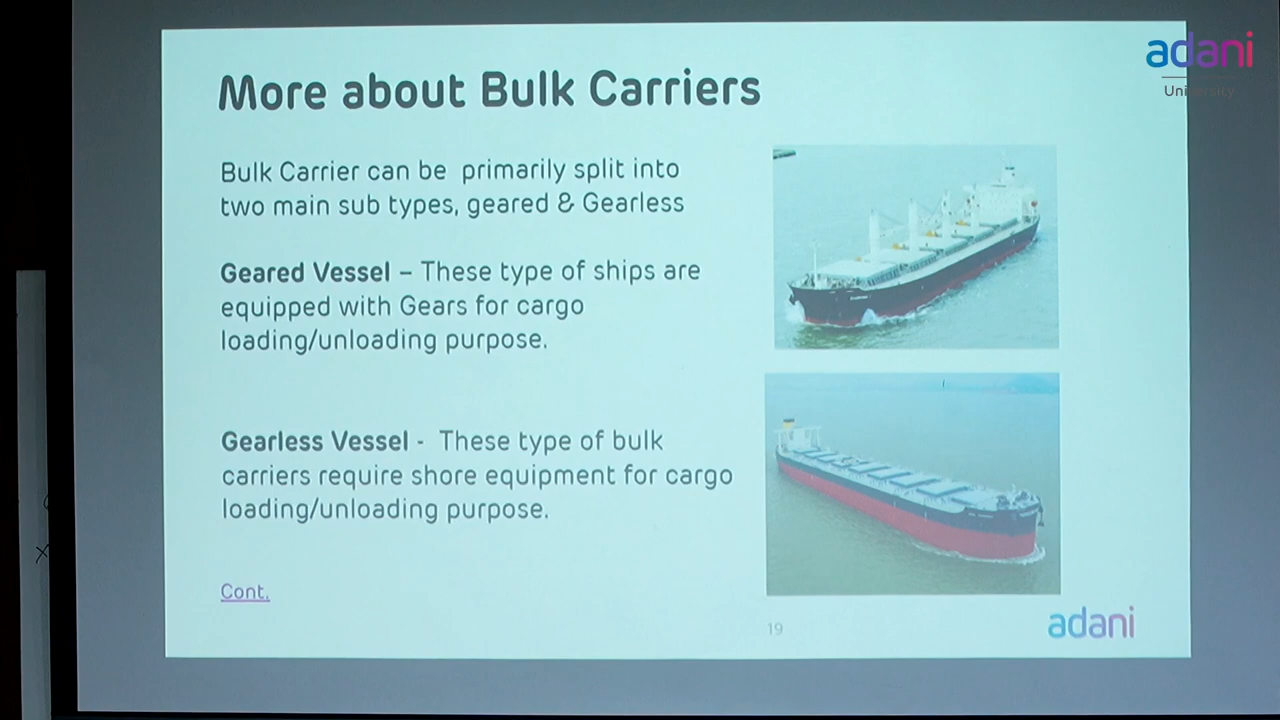 adani
University
More about Bulk Carriers
Bulk Carrier can be primarily split into
two main sub types, geared & Gearless
Geared Vessel – These type of ships are
equipped with Gears for cargo
loading/unloading purpose.
Gearless Vessel - These type of bulk
carriers require shore equipment for cargo
loading/unloading purpose.
Cont.
19
adani